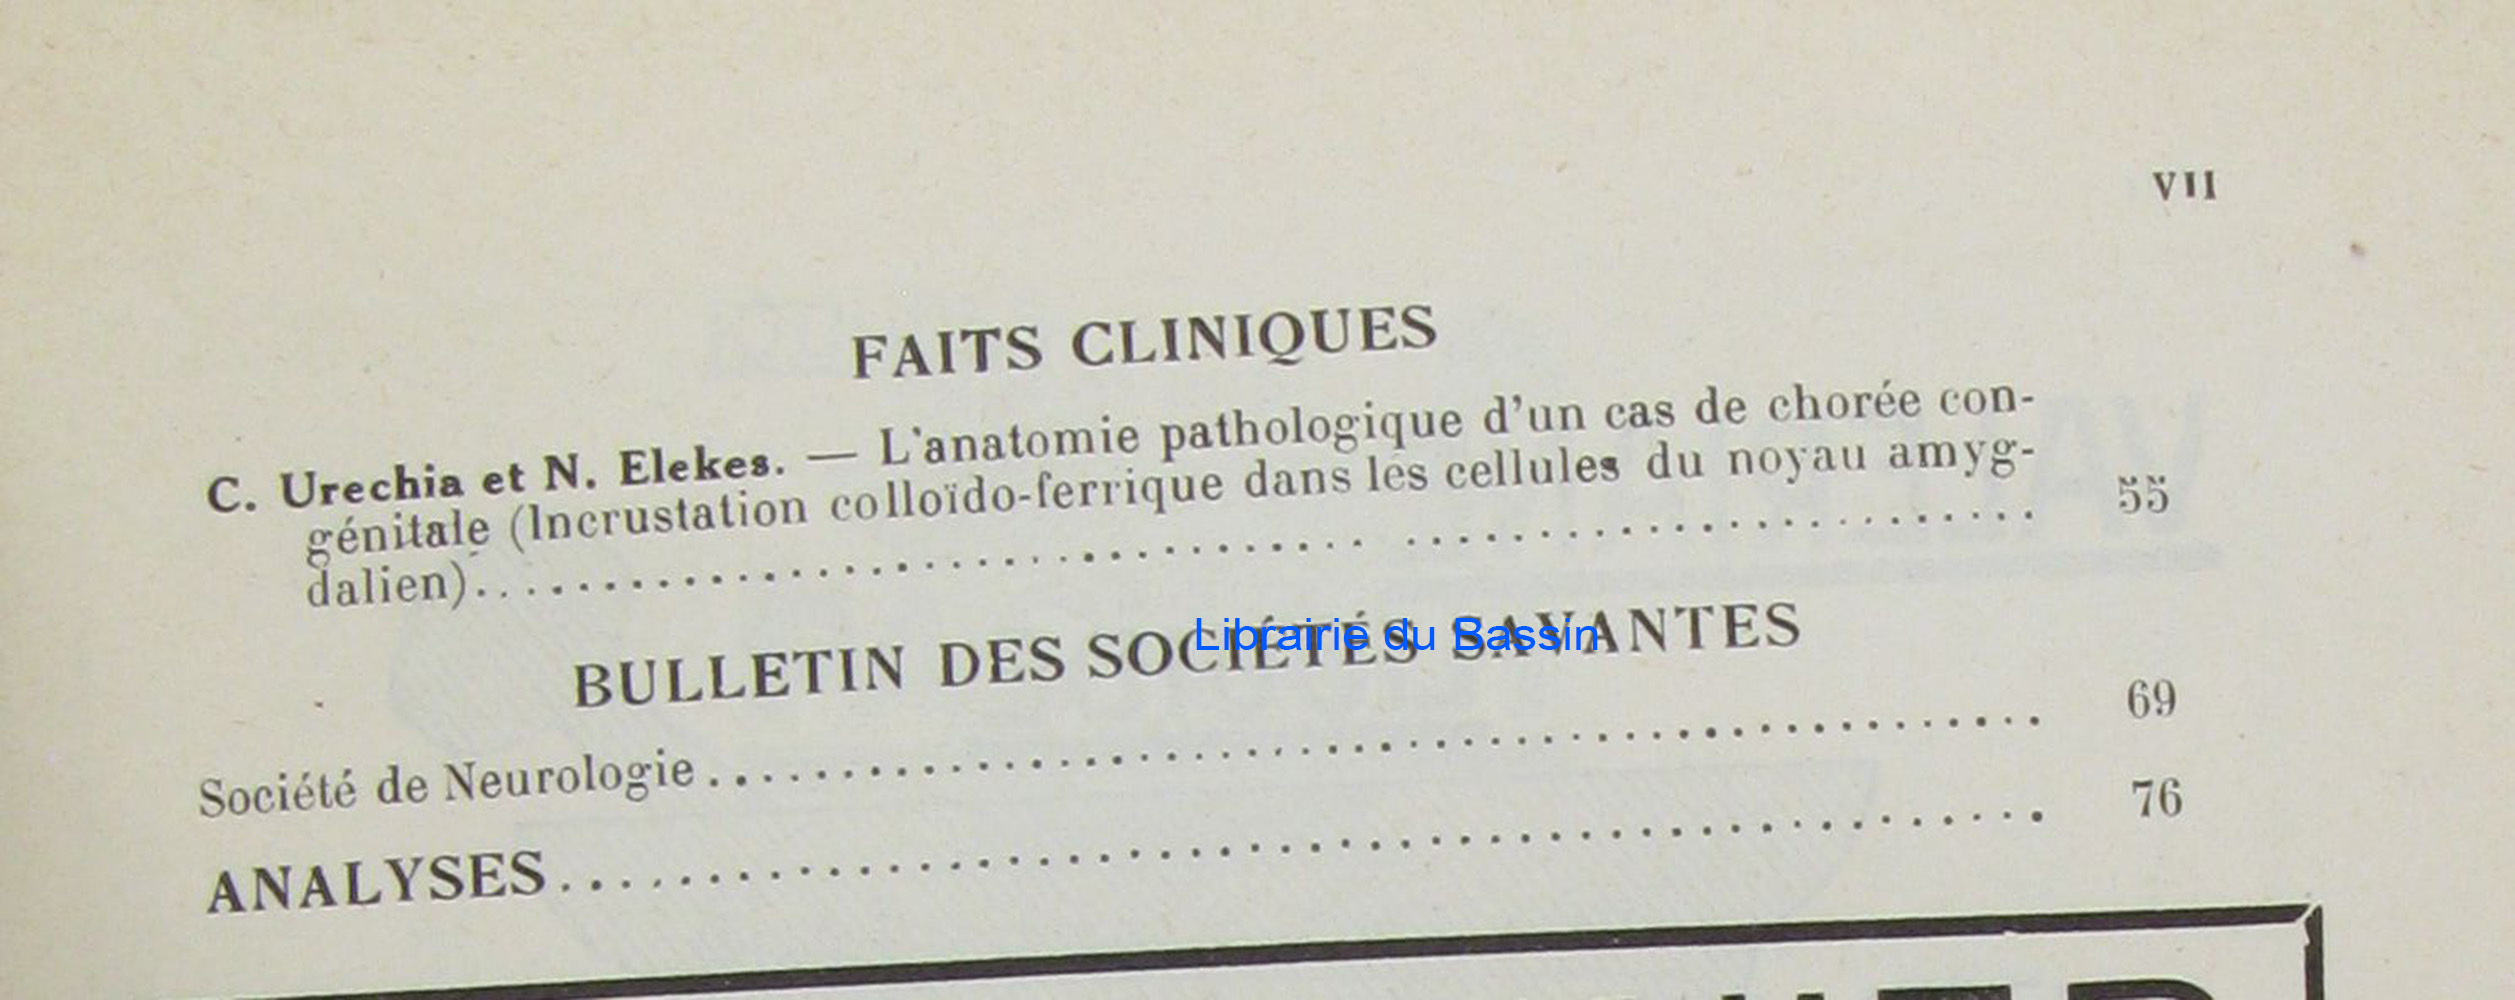 VII
FAITS CLINIQUES
C. Urechia et N. Elekes. — L'anatomie pathologique d'un cas de chorée con-
génitale (Incrustation colloïdo-ferrique dans les cellules du noyau amyg-
dalien)........................................................ 55
BULLETIN DES SOCIÉTÉS SAVANTES
Librairie du Bassin
Société de Neurologie.................................................. 69
ANALYSES.................................................. 76